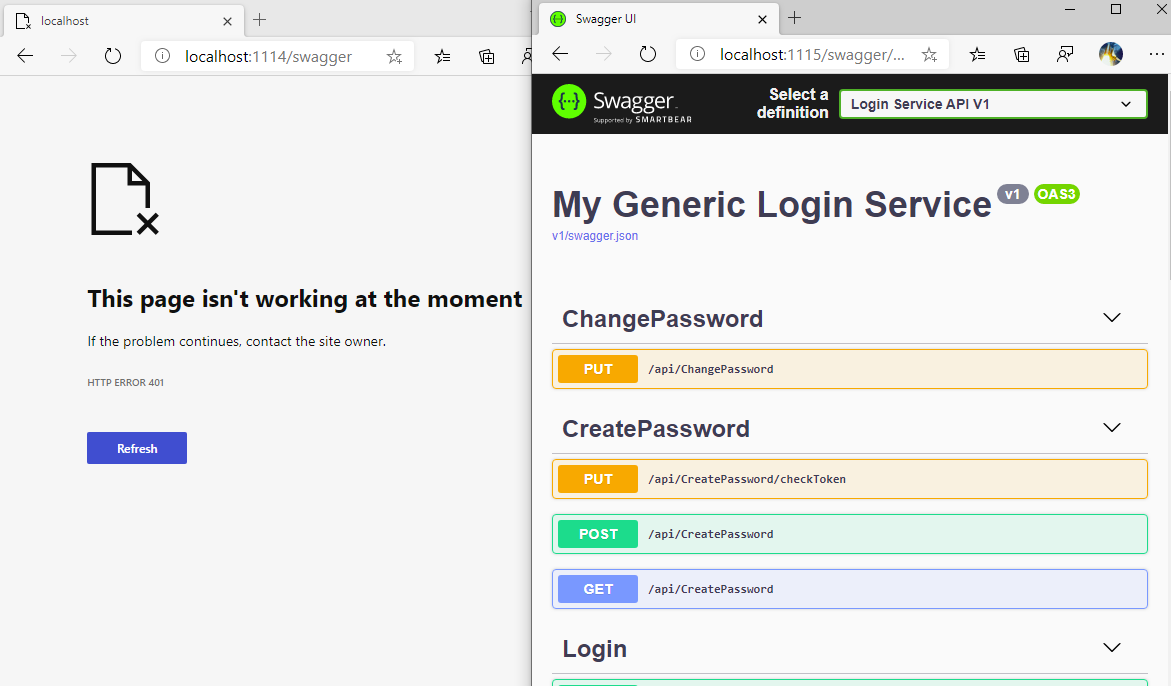 localhost
localhost:1114/swagger
This page isn't working at the moment
If the problem continues, contact the site owner.
HTTP ERROR 401
Refresh
Swagger UI
localhost:1115/swagger/...
{...} Swagger.
Supported by SMARTBEAR
Select a
definition
Login Service API V1
My Generic Login Service v1 OAS3
v1/swagger.json
ChangePassword
PUT /api/ChangePassword
CreatePassword
PUT /api/CreatePassword/checkToken
POST /api/CreatePassword
GET /api/CreatePassword
Login